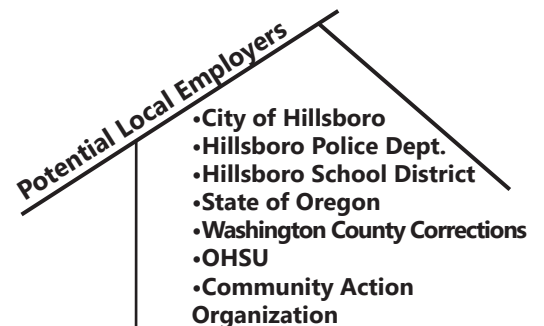 Potential Local Employers
•City of Hillsboro
•Hillsboro Police Dept.
•Hillsboro School District
•State of Oregon
•Washington County Corrections
•OHSU
•Community Action
Organization